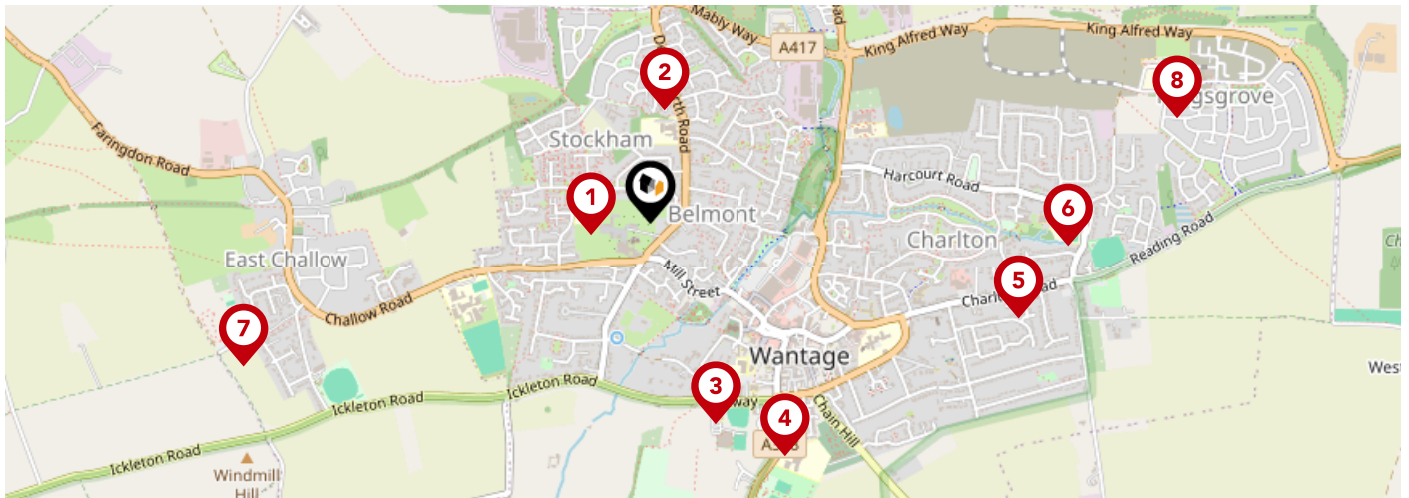 Mably Way
A417
King Alfred Way
King Alfred Way
2
8
Faringdon Road
Stockham
Harcourt Road
1
Belmont
6
Charlton
Reading Road
East Challow
Mill Street
5
Challow Road
7
Wantage
3
Ickleton Road
Ickleton Road
4
Chain Hill
Ickleton Road
Windmill
Hill